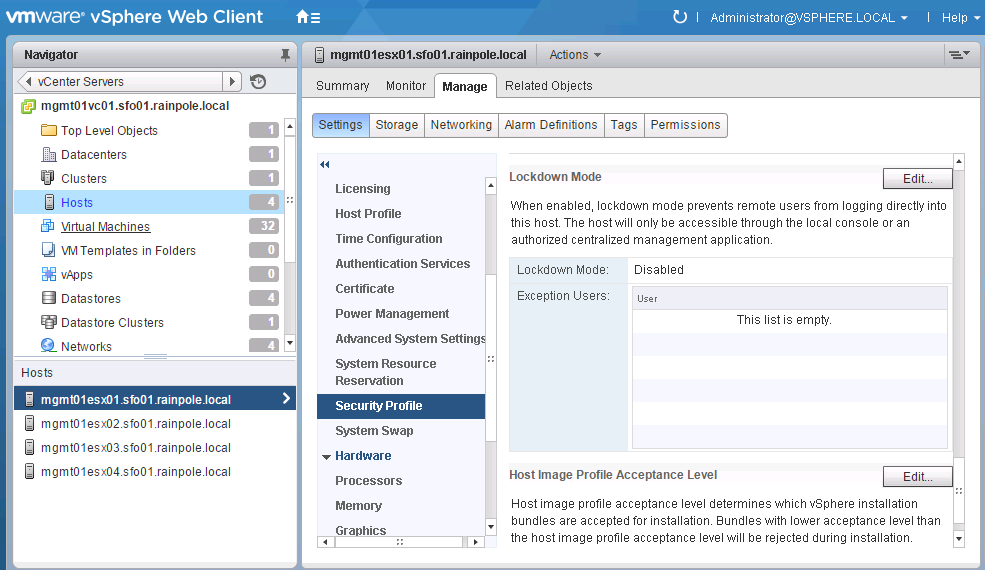 vmware® vSphere Web Client
Administrator@VSPHERE.LOCAL
Help
Navigator
vCenter Servers
mgmt01vc01.sfo01.rainpole.local
Top Level Objects 1
Datacenters 1
Clusters 1
Hosts 4
Virtual Machines 32
VM Templates in Folders 0
vApps 0
Datastores 4
Datastore Clusters 1
Networks 4
Hosts
mgmt01esx01.sfo01.rainpole.local
mgmt01esx02.sfo01.rainpole.local
mgmt01esx03.sfo01.rainpole.local
mgmt01esx04.sfo01.rainpole.local
mgmt01esx01.sfo01.rainpole.local Actions
Summary Monitor Manage Related Objects
Settings Storage Networking Alarm Definitions Tags Permissions
Licensing
Host Profile
Time Configuration
Authentication Services
Certificate
Power Management
Advanced System Settings
System Resource
Reservation
Security Profile
System Swap
Hardware
Processors
Memory
Graphics
Lockdown Mode Edit...
When enabled, lockdown mode prevents remote users from logging directly into
this host. The host will only be accessible through the local console or an
authorized centralized management application.
Lockdown Mode: Disabled
Exception Users:
User
This list is empty.
Host Image Profile Acceptance Level Edit...
Host image profile acceptance level determines which vSphere installation
bundles are accepted for installation. Bundles with lower acceptance level than
the host image profile acceptance level will be rejected during installation.